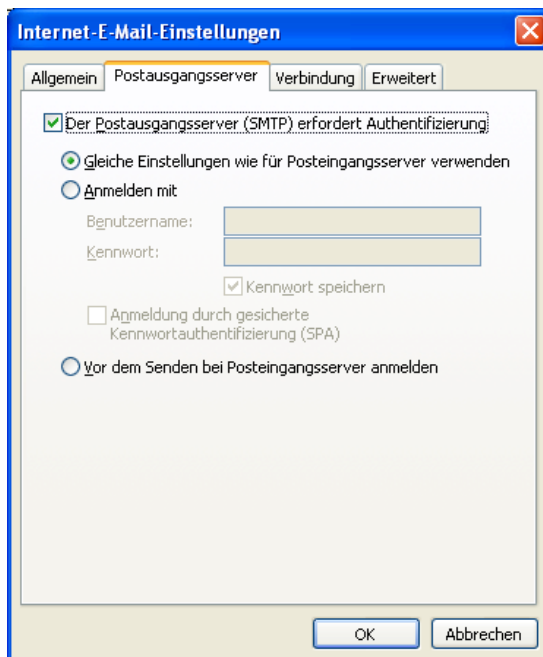 Internet-E-Mail-Einstellungen
Allgemein Postausgangsserver Verbindung Erweitert
Der Postausgangsserver (SMTP) erfordert Authentifizierung
Gleiche Einstellungen wie für Posteingangsserver verwenden
Anmelden mit
Benutzername:
Kennwort:
Kennwort speichern
Anmeldung durch gesicherte
Kennwortauthentifizierung (SPA)
Vor dem Senden bei Posteingangsserver anmelden
OK Abbrechen